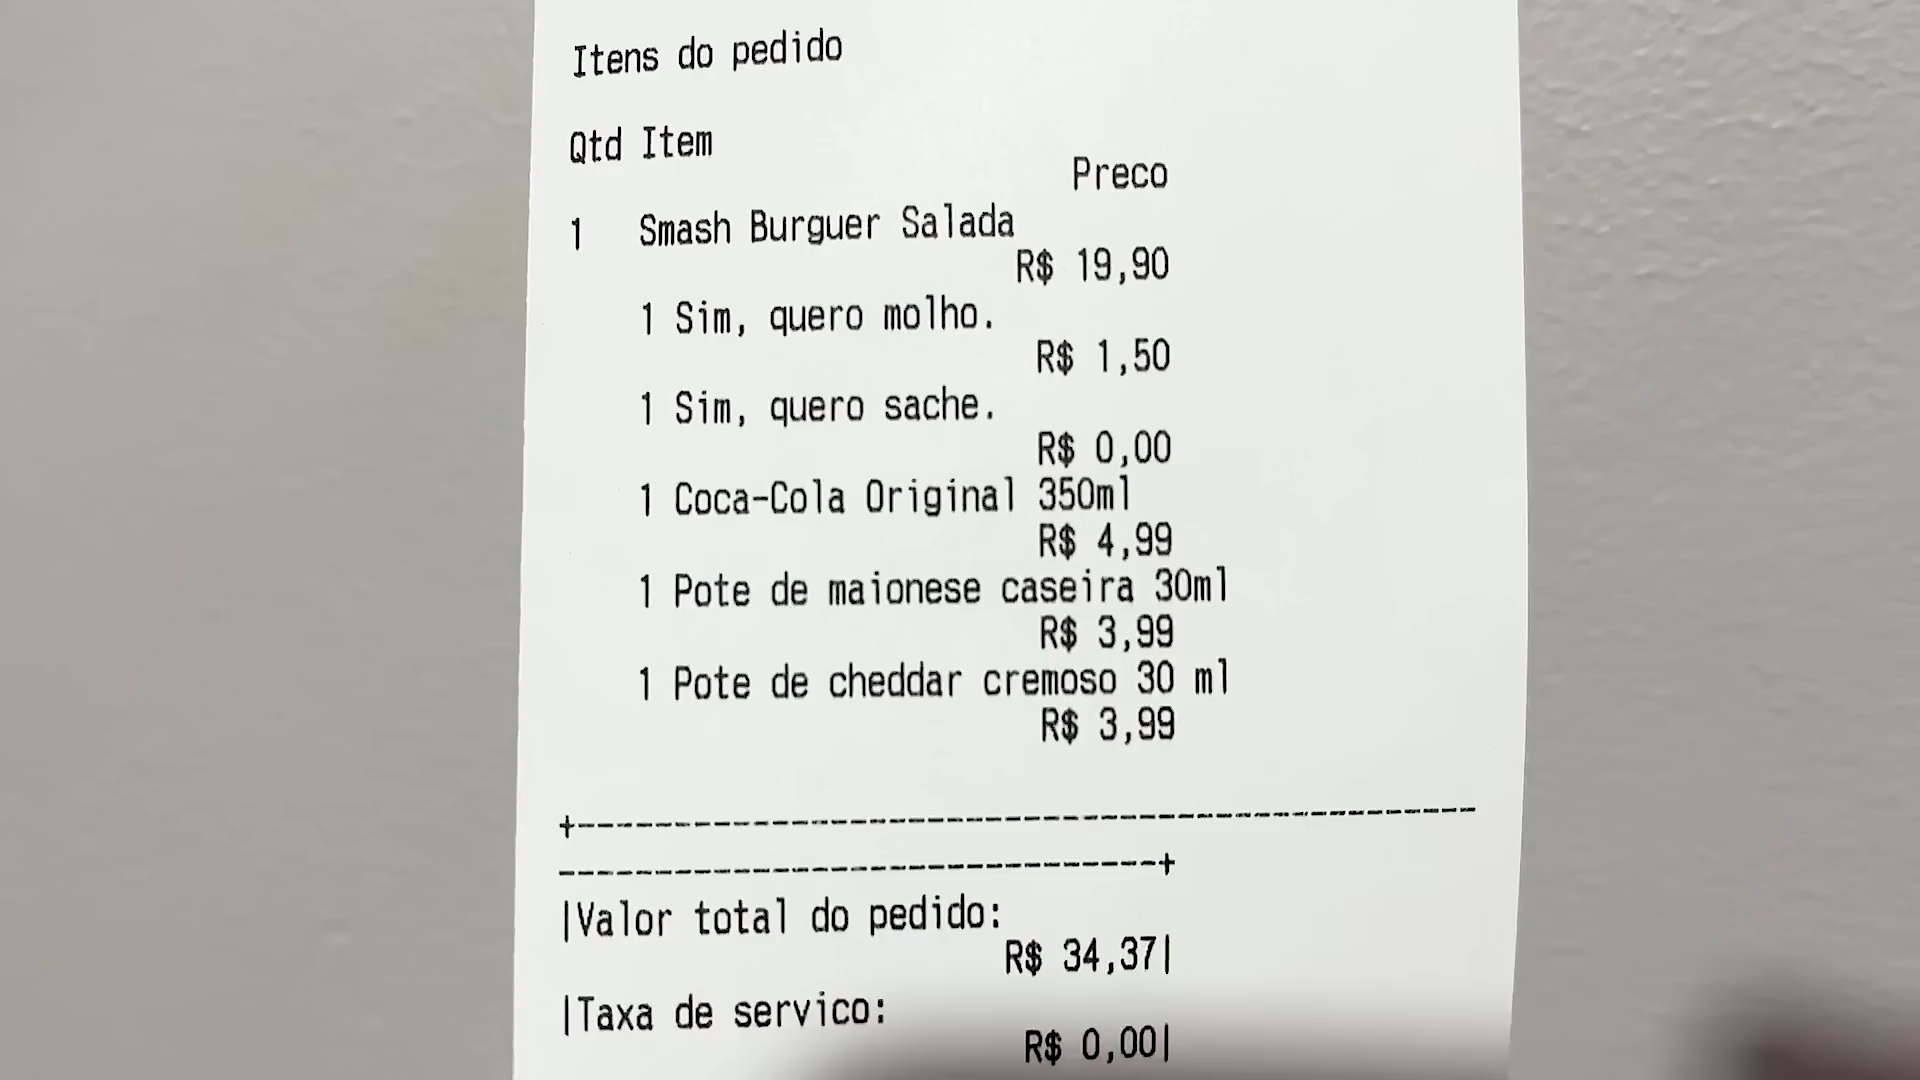 Itens do pedido
Qtd Item
Preco
1 Smash Burguer Salada
R$ 19,90
1 Sim, quero molho.
R$ 1,50
1 Sim, quero sache.
R$ 0,00
1 Coca-Cola Original 350ml
R$ 4,99
1 Pote de maionese caseira 30ml
R$ 3,99
1 Pote de cheddar cremoso 30 ml
R$ 3,99
+-----------------------------------------------
-------------------------------+
|Valor total do pedido:
R$ 34,37|
|Taxa de servico:
R$ 0,00|